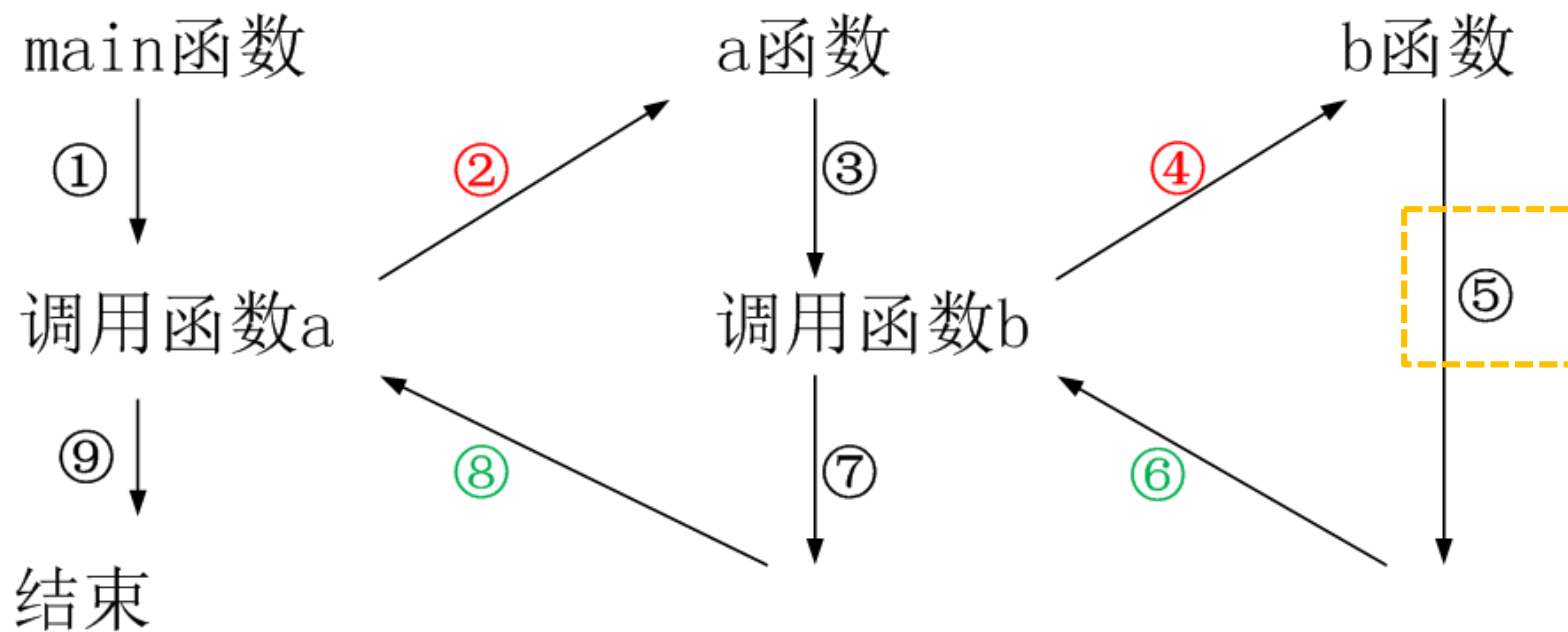 main函数 a函数 b函数
① ② ③ ④
调用函数a 调用函数b ⑤
⑨ ⑧ ⑦ ⑥
结束